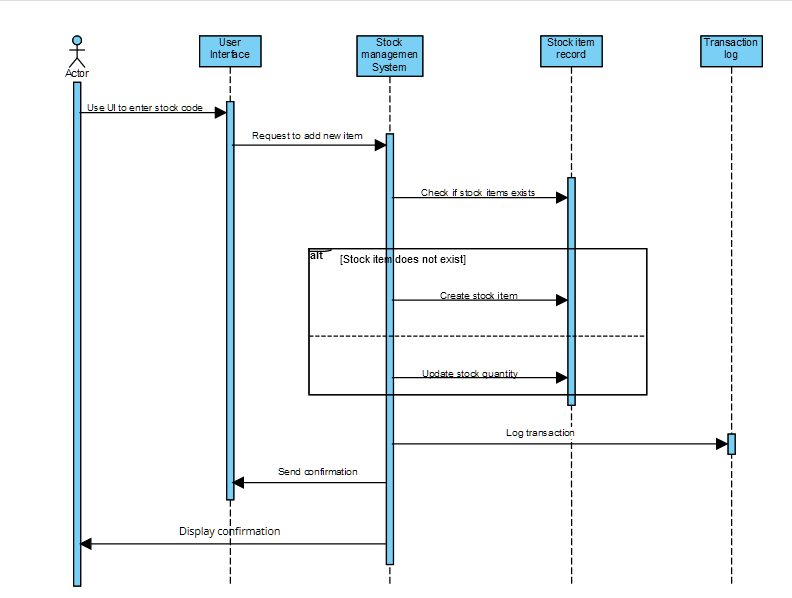 User
Interface
Stock
managemen
System
Stock item
record
Transaction
log
Actor
Use UI to enter stock code
Request to add new item
Check if stock items exists
alt
[Stock item does not exist]
Create stock item
Update stock quantity
Log transaction
Send confirmation
Display confirmation